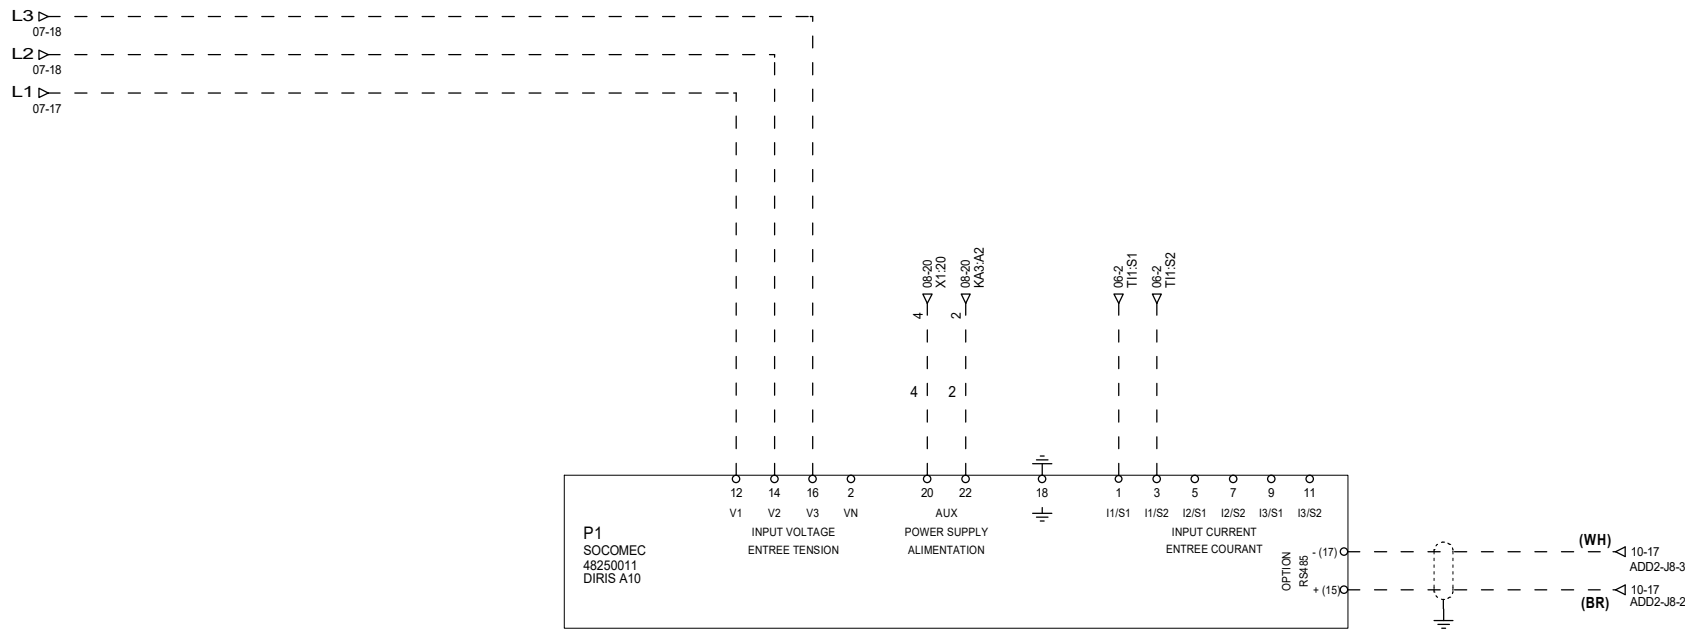 L3
07-18
L2
07-18
L1
07-17
08-20
X1:20
08-20
KA3:A2
06-2
TI1:S1
06-2
TI1:S2
4
2
4
2
12
14
16
2
20
22
18
1
3
5
7
9
11
V1
V2
V3
VN
AUX
I1/S1
I1/S2
I2/S1
I2/S2
I3/S1
I3/S2
INPUT VOLTAGE
ENTREE TENSION
POWER SUPPLY
ALIMENTATION
INPUT CURRENT
ENTREE COURANT
P1
SOCOMEC
48250011
DIRIS A10
OPTION
RS485
- (17)
+ (15)
(WH)
10-17
ADD2-J8-3
(BR)
10-17
ADD2-J8-2